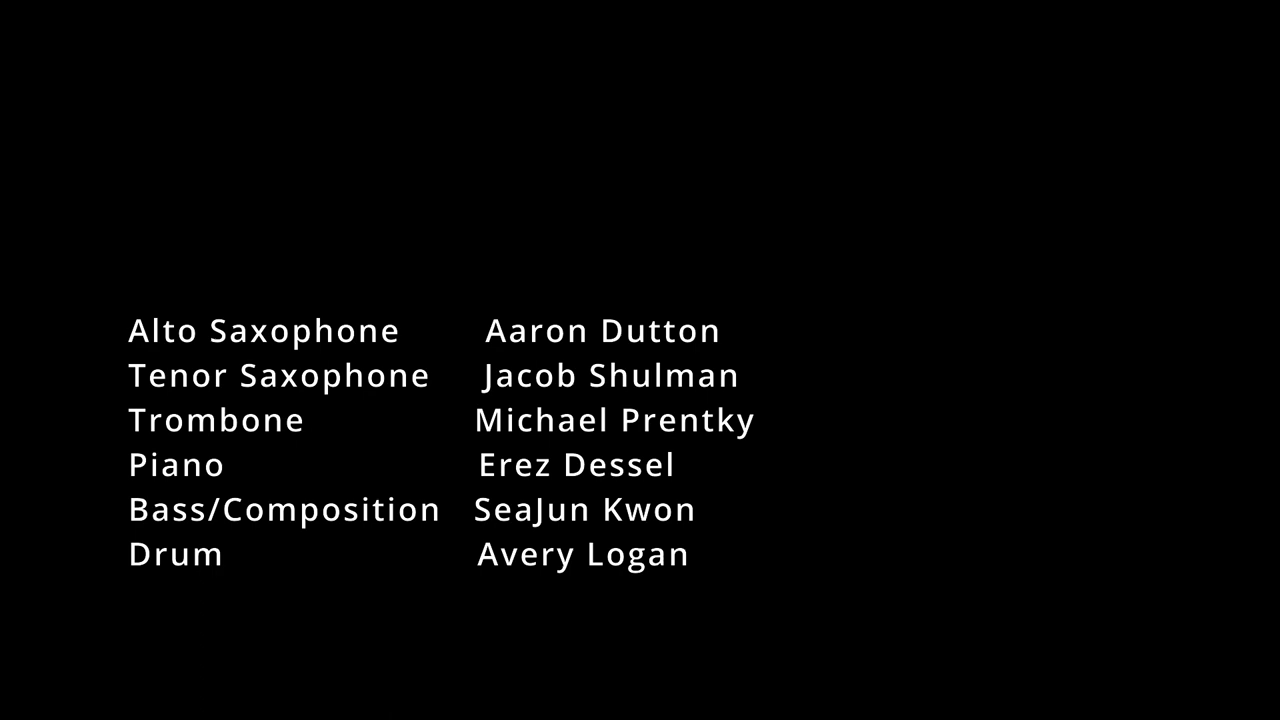 Alto Saxophone Aaron Dutton
Tenor Saxophone Jacob Shulman
Trombone Michael Prentky
Piano Erez Dessel
Bass/Composition SeaJun Kwon
Drum Avery Logan